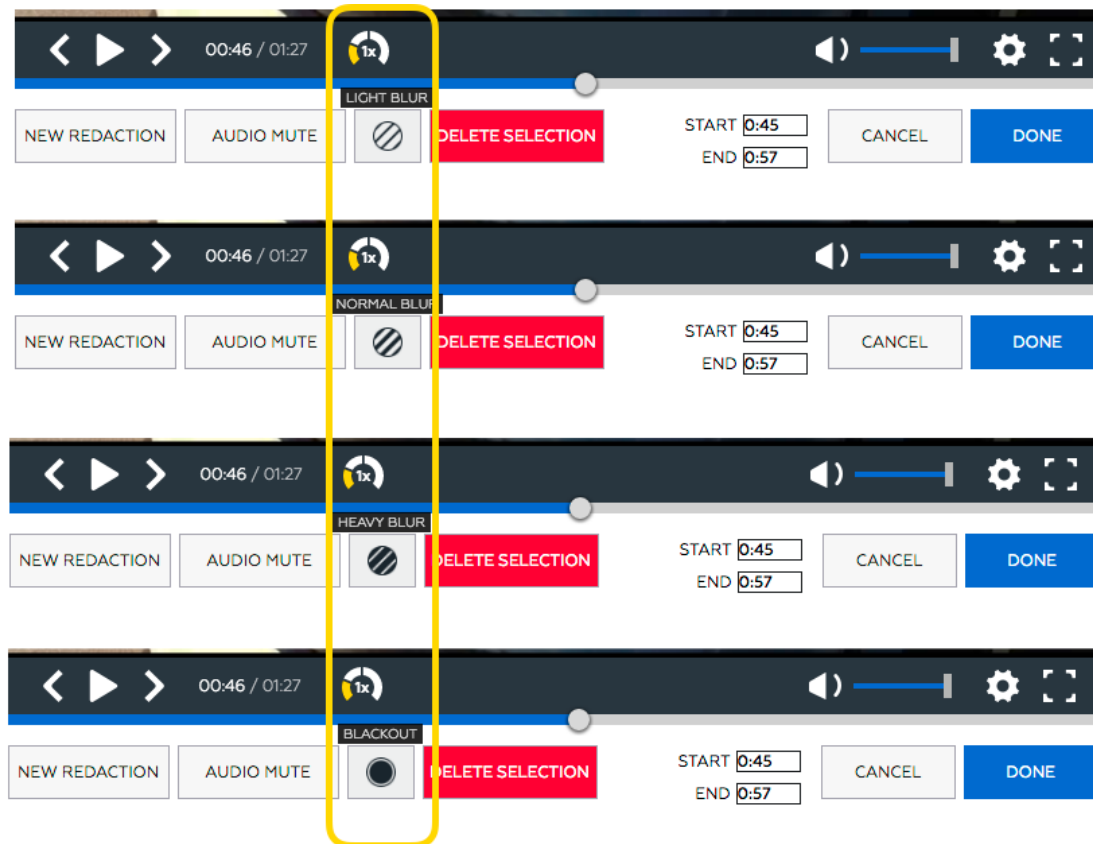 00:46 / 01:27 1x
LIGHT BLUR
NEW REDACTION AUDIO MUTE DELETE SELECTION START 0:45 CANCEL DONE
END 0:57
00:46 / 01:27 1x
NORMAL BLUR
NEW REDACTION AUDIO MUTE DELETE SELECTION START 0:45 CANCEL DONE
END 0:57
00:46 / 01:27 1x
HEAVY BLUR
NEW REDACTION AUDIO MUTE DELETE SELECTION START 0:45 CANCEL DONE
END 0:57
00:46 / 01:27 1x
BLACKOUT
NEW REDACTION AUDIO MUTE DELETE SELECTION START 0:45 CANCEL DONE
END 0:57